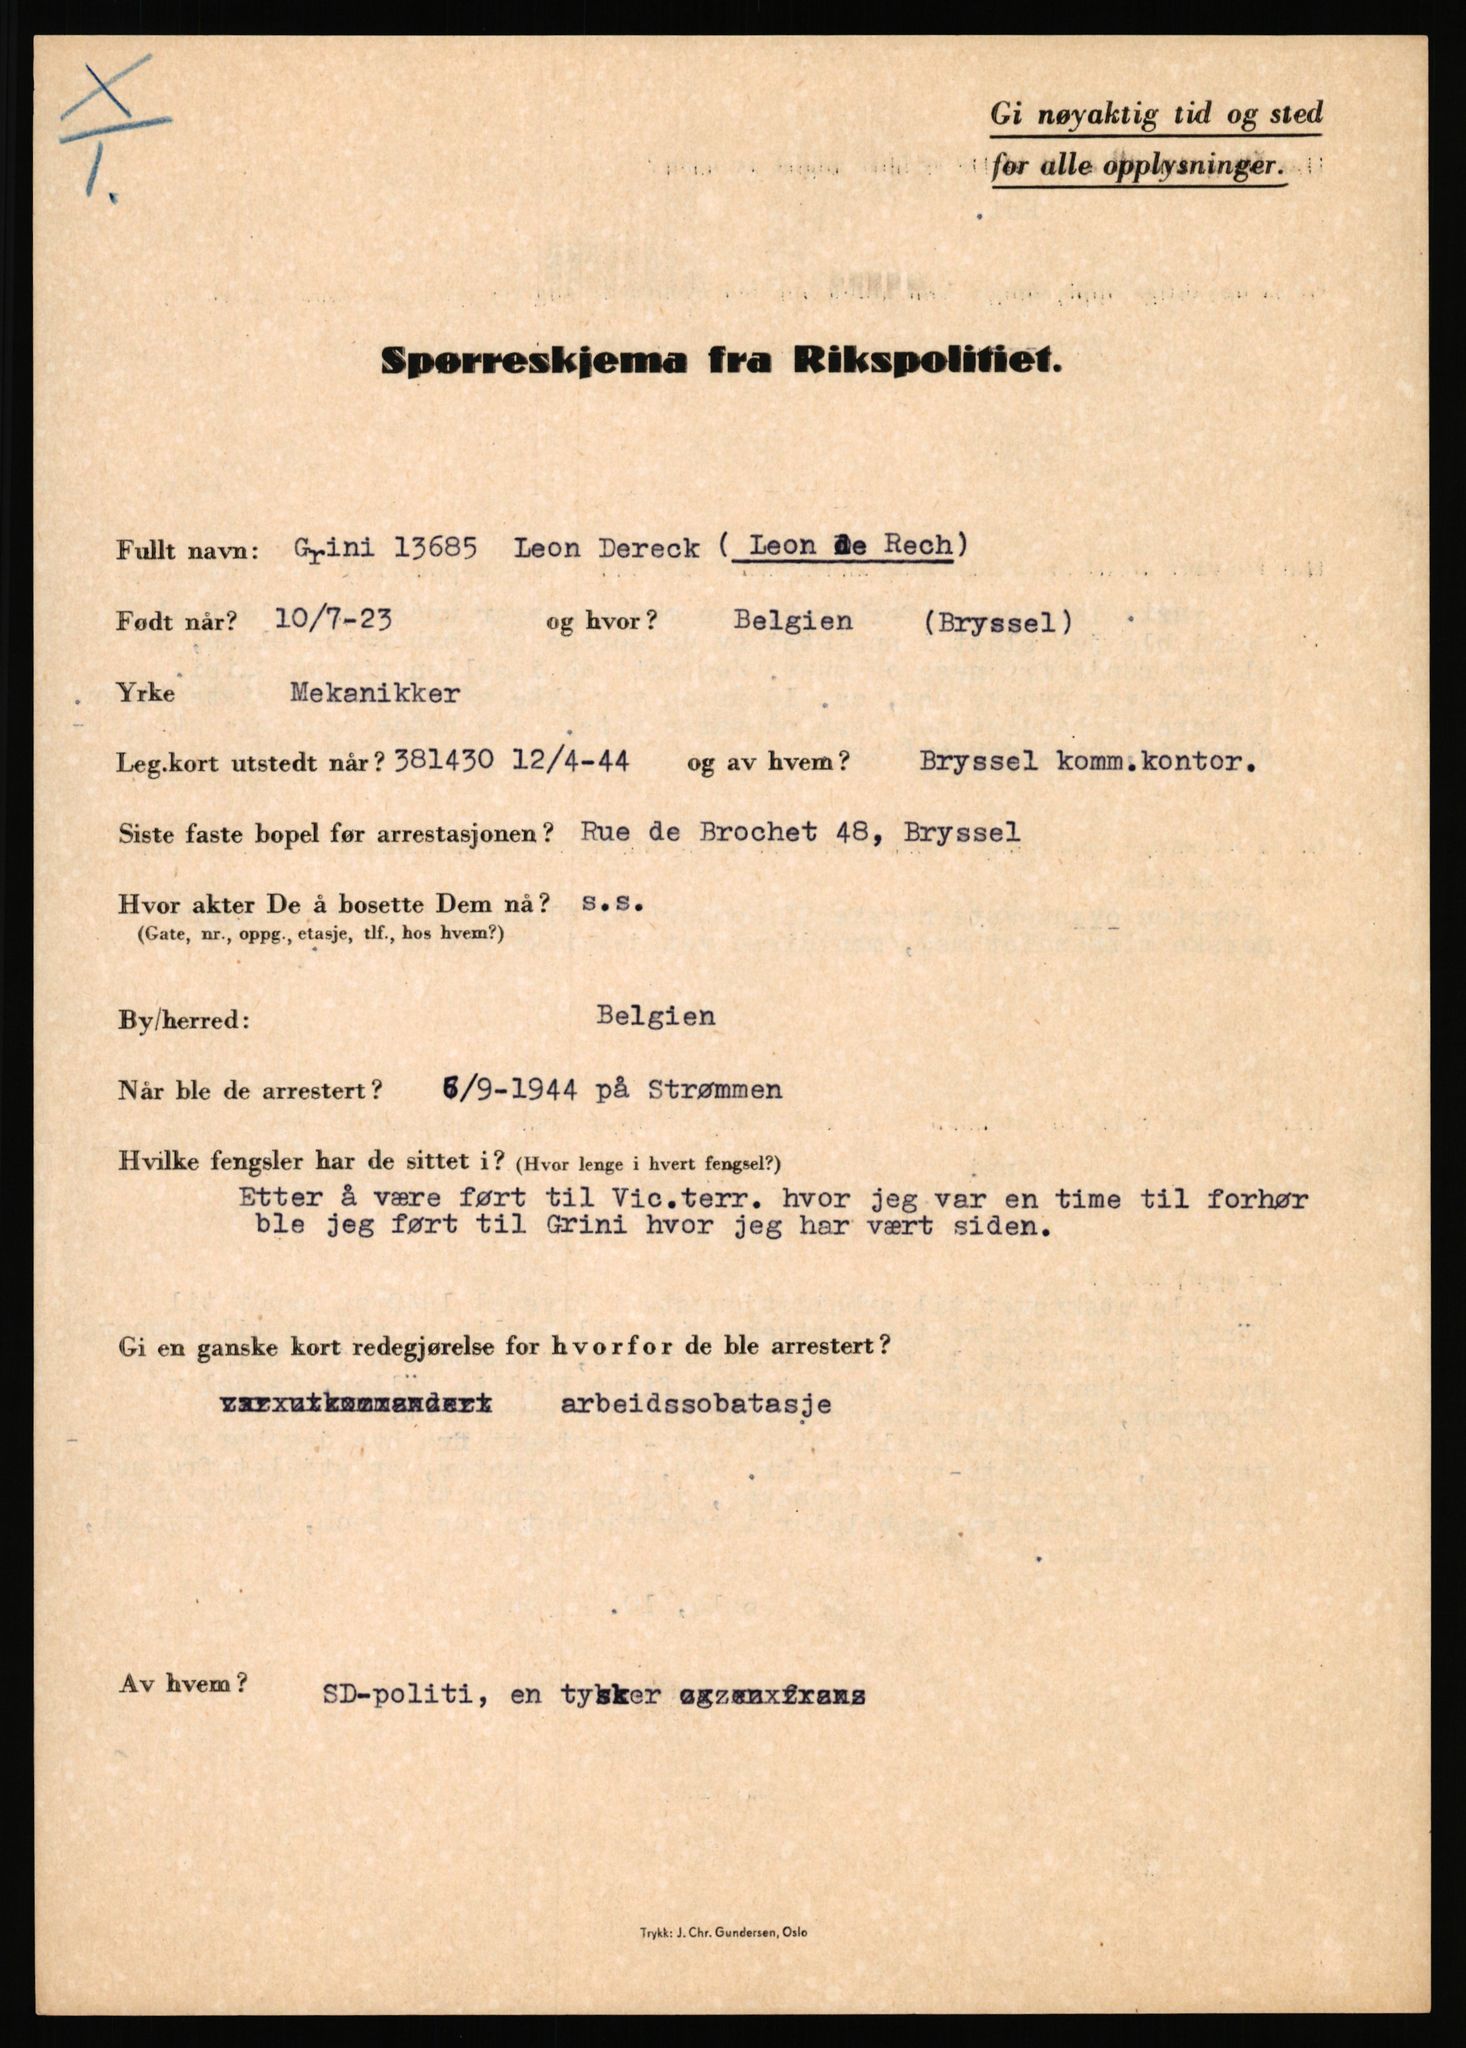 X
1.
Gi nøyaktig tid og sted
for alle opplysninger.
Spørreskjema fra Rikspolitiet.
Fullt navn: Grini 13685 Leon Dereck (Leon de Rech)
Født når? 10/7-23 og hvor? Belgien (Bryssel)
Yrke Mekanikker
Leg.kort utstedt når? 381430 12/4-44 og av hvem? Bryssel komm.kontor.
Siste faste bopel før arrestasjonen? Rue de Brochet 48, Bryssel
Hvor akter De å bosette Dem nå? s.s.
(Gate, nr., oppg., etasje, tlf., hos hvem?)
By/herred: Belgien
Når ble de arrestert? 6/9-1944 på Strømmen
Hvilke fengsler har de sittet i? (Hvor lenge i hvert fengsel?)
Etter å være ført til Vic.terr. hvor jeg var en time til forhør
ble jeg ført til Grini hvor jeg har vært siden.
Gi en ganske kort redegjørelse for hvorfor de ble arrestert?
arbeidssobatasje
Av hvem? SD-politi, en tysker
Trykk: J. Chr. Gundersen, Oslo